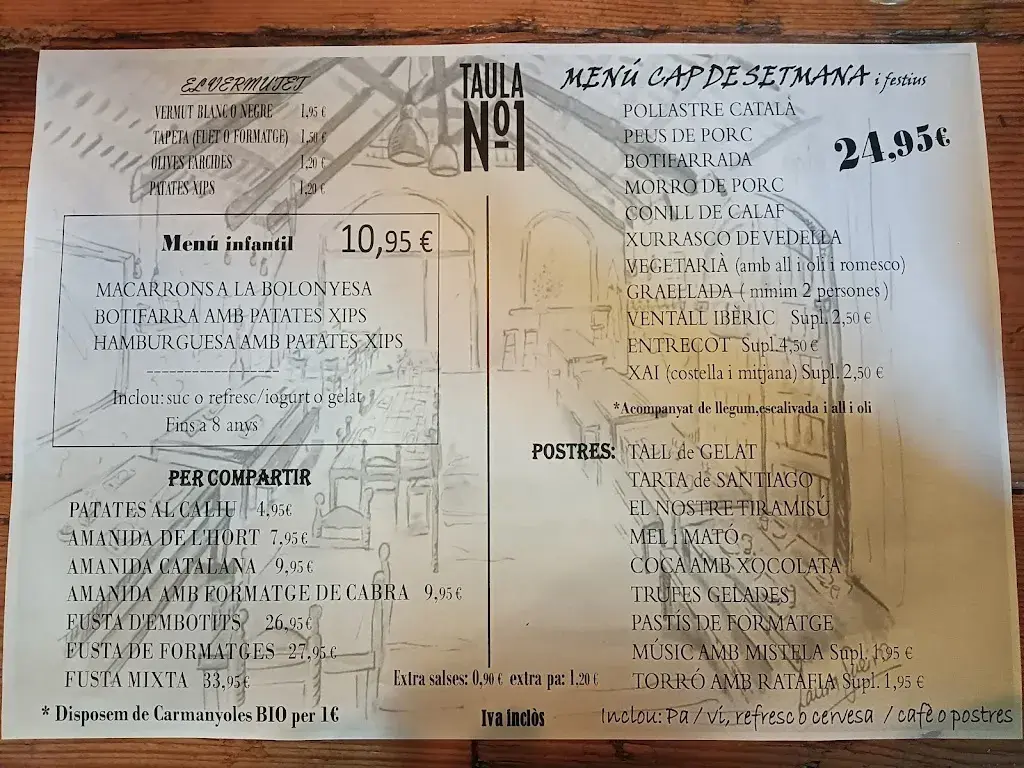 EL VERMUTET
VERMUT BLANC O NEGRE 1,95 €
TAPETA (FUET O FORMATGE) 1,50 €
OLIVES FARCIDES 1,20 €
PATATES XIPS 1,20 €
Menú infantil 10,95 €
MACARRONS A LA BOLONYESA
BOTIFARRA AMB PATATES XIPS
HAMBURGUESA AMB PATATES XIPS
--------------------
Inclou: suc o refresc/iogurt o gelat
Fins a 8 anys
PER COMPARTIR
PATATES AL CALIU 4,95€
AMANIDA DE L'HORT 7,95 €
AMANIDA CATALANA 9,95 €
AMANIDA AMB FORMATGE DE CABRA 9,95 €
FUSTA D'EMBOTITS 26,95€
FUSTA DE FORMATGES 27,95€
FUSTA MIXTA 33,95€
* Disposem de Carmanyoles BIO per 1€
TAULA
Nº1
MENÚ CAP DE SETMANA i festius
24,95€
POLLASTRE CATALÀ
PEUS DE PORC
BOTIFARRADA
MORRO DE PORC
CONILL DE CALAF
XURRASCO DE VEDELLA
VEGETARIÀ (amb all i oli i romesco)
GRAELLADA ( minim 2 persones )
VENTALL IBÈRIC Supl. 2,50 €
ENTRECOT Supl.4,50 €
XAI (costella i mitjana) Supl. 2,50 €
*Acompanyat de llegum,escalivada i all i oli
POSTRES: TALL de GELAT
TARTA de SANTIAGO
EL NOSTRE TIRAMISÚ
MEL i MATÓ
COCA AMB XOCOLATA
TRUFES GELADES
PASTÍS DE FORMATGE
MÚSIC AMB MISTELA Supl. 1,95 €
TORRÓ AMB RATAFIA Supl. 1,95 €
Extra salses: 0,90 € extra pa: 1,20 €
Iva inclòs
Inclou: Pa / vi, refresc o cervesa / cafè o postres